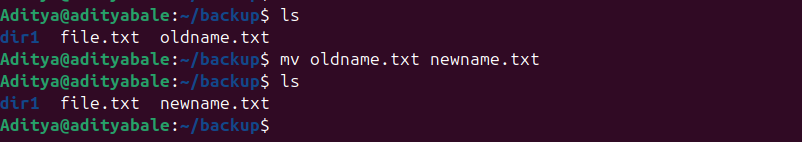 Aditya@adityabale:~/backup$ ls
dir1  file.txt  oldname.txt
Aditya@adityabale:~/backup$ mv oldname.txt newname.txt
Aditya@adityabale:~/backup$ ls
dir1  file.txt  newname.txt
Aditya@adityabale:~/backup$